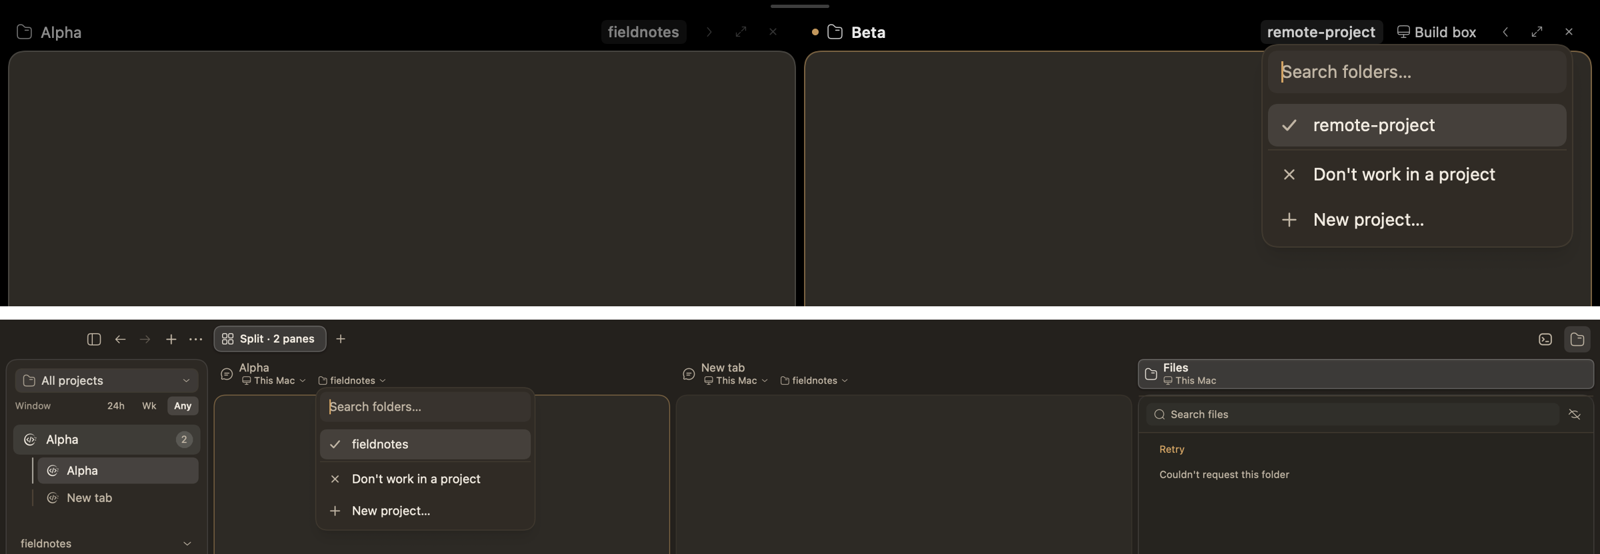 Alpha
fieldnotes
Beta
remote-project
Build box
Search folders...
remote-project
Don't work in a project
New project...
Split · 2 panes
All projects
Window
24h
Wk
Any
Alpha
2
Alpha
New tab
fieldnotes
Alpha
This Mac
fieldnotes
Search folders...
fieldnotes
Don't work in a project
New project...
New tab
This Mac
fieldnotes
Files
This Mac
Search files
Retry
Couldn't request this folder